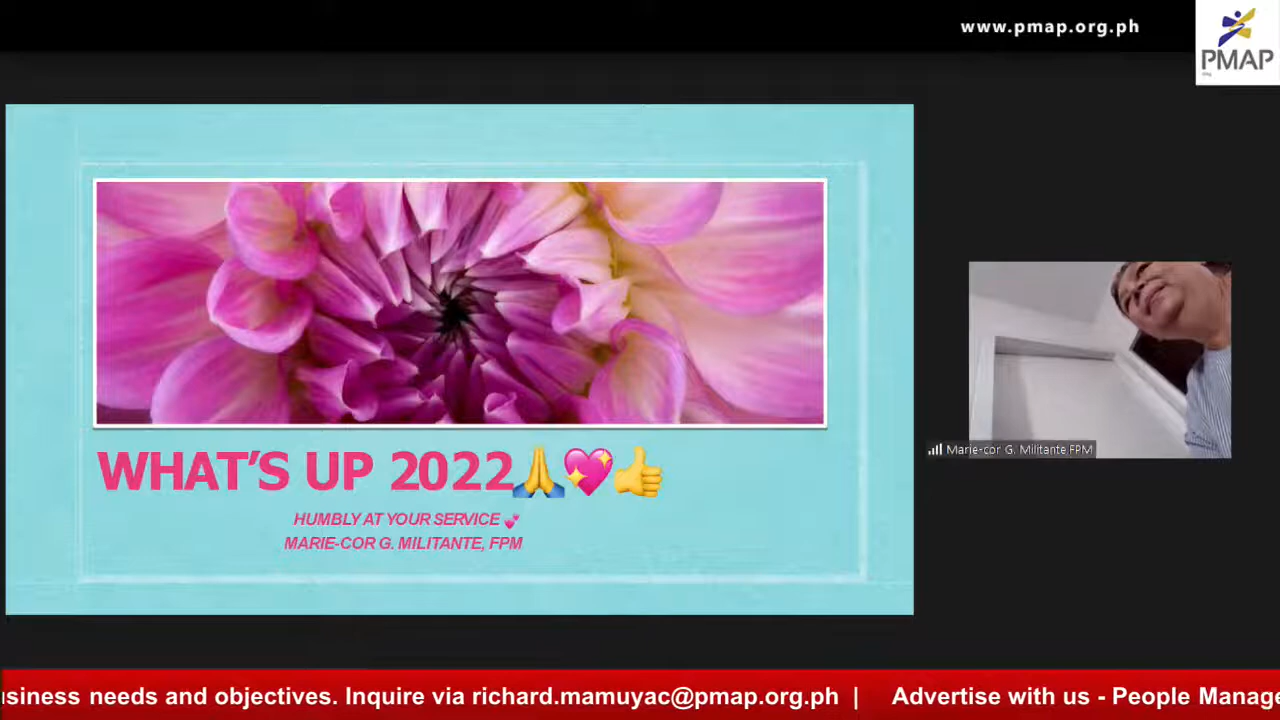 www.pmap.org.ph
PMAP
WHAT'S UP 2022🙏💖👍
HUMBLY AT YOUR SERVICE 💕
MARIE-COR G. MILITANTE, FPM
Marie-cor G. Militante FPM
usiness needs and objectives. Inquire via richard.mamuyac@pmap.org.ph | Advertise with us - People Manage